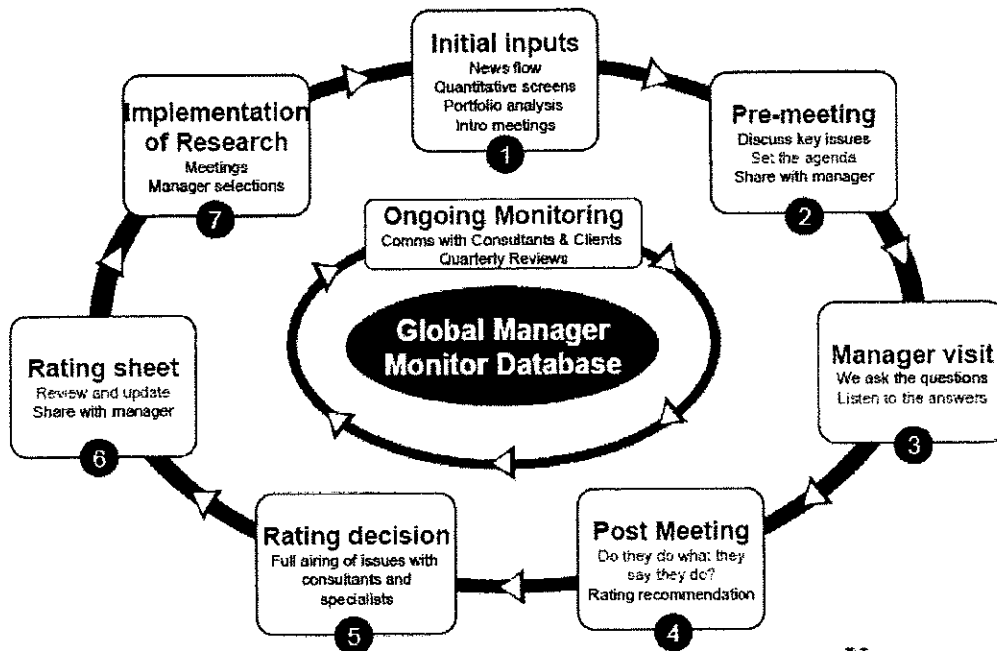 Initial inputs
News flow
Quantitative screens
Portfolio analysis
Intro meetings
1
Pre-meeting
Discuss key issues
Set the agenda
Share with manager
2
Manager visit
We ask the questions
Listen to the answers
3
Post Meeting
Do they do what they
say they do?
Rating recommendation
4
Rating decision
Full airing of issues with
consultants and
specialists
5
Rating sheet
Review and update
Share with manager
6
Implementation
of Research
Meetings
Manager selections
7
Ongoing Monitoring
Comms with Consultants & Clients
Quarterly Reviews
Global Manager
Monitor Database